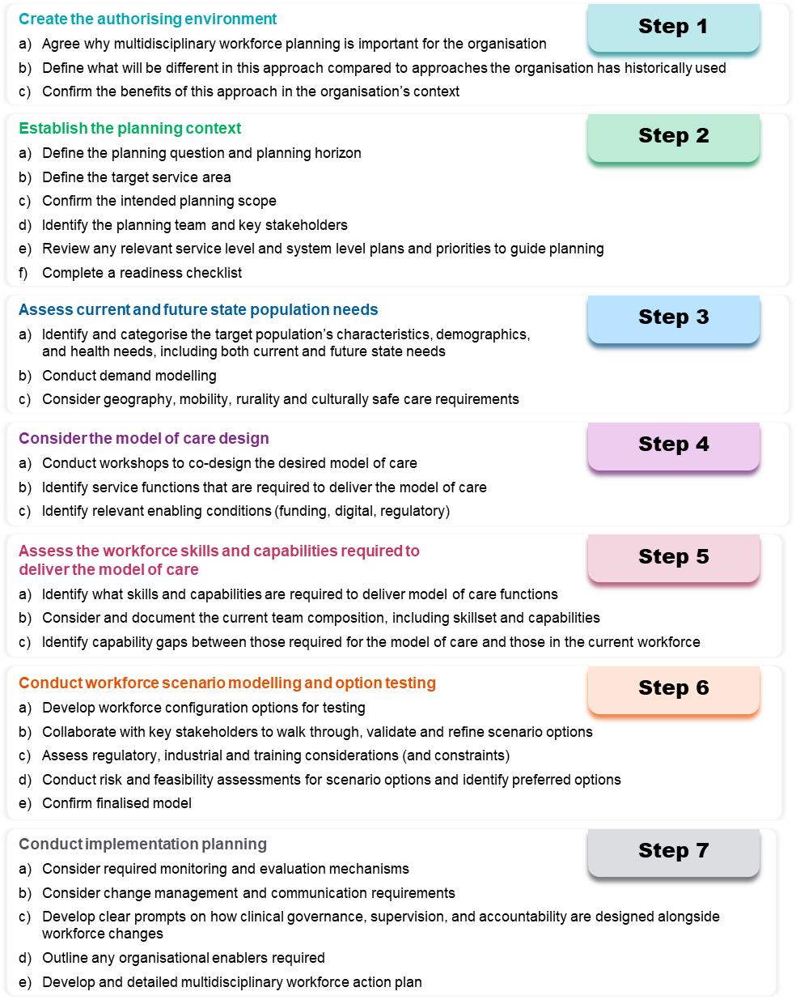 Create the authorising environment
Step 1
a) Agree why multidisciplinary workforce planning is important for the organisation
b) Define what will be different in this approach compared to approaches the organisation has historically used
c) Confirm the benefits of this approach in the organisation's context
Establish the planning context
Step 2
a) Define the planning question and planning horizon
b) Define the target service area
c) Confirm the intended planning scope
d) Identify the planning team and key stakeholders
e) Review any relevant service level and system level plans and priorities to guide planning
f) Complete a readiness checklist
Assess current and future state population needs
Step 3
a) Identify and categorise the target population's characteristics, demographics,
and health needs, including both current and future state needs
b) Conduct demand modelling
c) Consider geography, mobility, rurality and culturally safe care requirements
Consider the model of care design
Step 4
a) Conduct workshops to co-design the desired model of care
b) Identify service functions that are required to deliver the model of care
c) Identify relevant enabling conditions (funding, digital, regulatory)
Assess the workforce skills and capabilities required to
deliver the model of care
Step 5
a) Identify what skills and capabilities are required to deliver model of care functions
b) Consider and document the current team composition, including skillset and capabilities
c) Identify capability gaps between those required for the model of care and those in the current workforce
Conduct workforce scenario modelling and option testing
Step 6
a) Develop workforce configuration options for testing
b) Collaborate with key stakeholders to walk through, validate and refine scenario options
c) Assess regulatory, industrial and training considerations (and constraints)
d) Conduct risk and feasibility assessments for scenario options and identify preferred options
e) Confirm finalised model
Conduct implementation planning
Step 7
a) Consider required monitoring and evaluation mechanisms
b) Consider change management and communication requirements
c) Develop clear prompts on how clinical governance, supervision, and accountability are designed alongside
workforce changes
d) Outline any organisational enablers required
e) Develop and detailed multidisciplinary workforce action plan